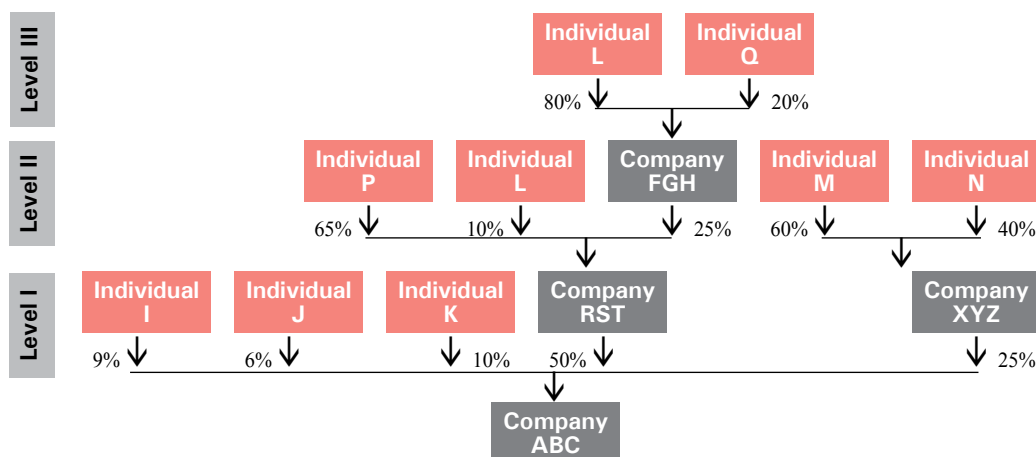 Level III
Individual
L
Individual
Q
80%
20%
Level II
Individual
P
Individual
L
Company
FGH
Individual
M
Individual
N
65%
10%
25%
60%
40%
Level I
Individual
I
Individual
J
Individual
K
Company
RST
Company
XYZ
9%
6%
10%
50%
25%
Company
ABC